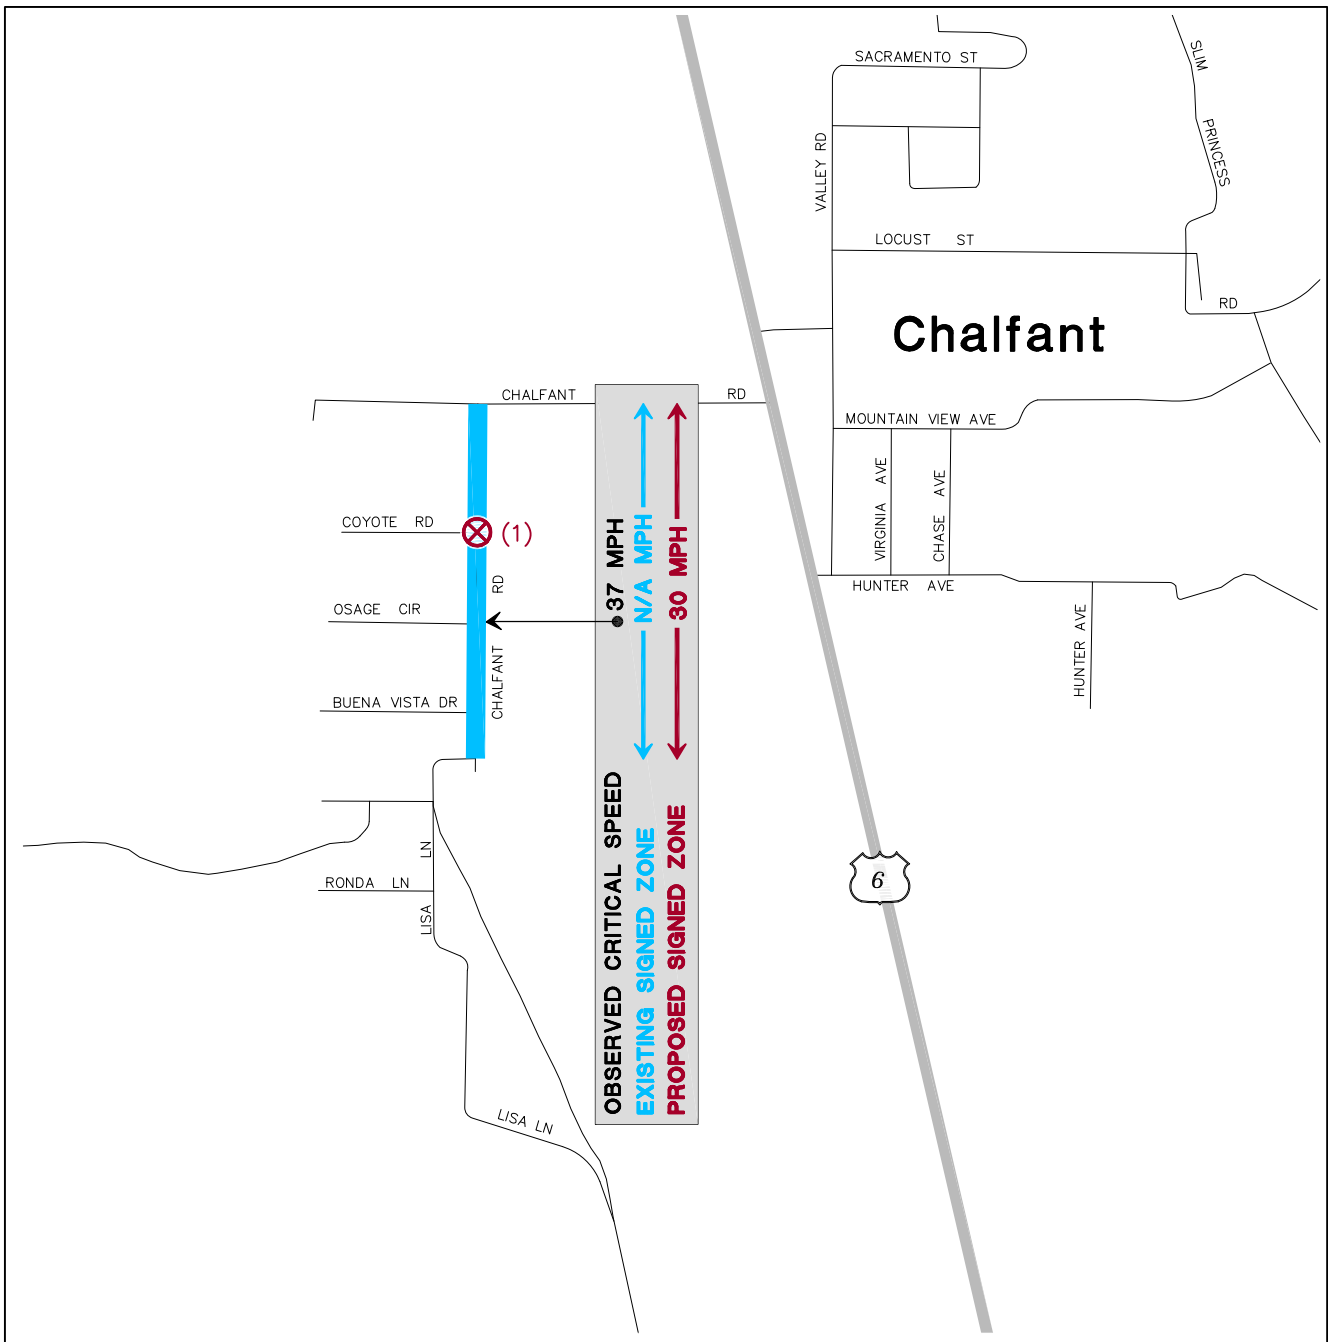 SACRAMENTO ST
SLIM
PRINCESS
RD
VALLEY RD
LOCUST ST
Chalfant
CHALFANT RD
MOUNTAIN VIEW AVE
VIRGINIA AVE
CHASE AVE
HUNTER AVE
HUNTER AVE
COYOTE RD
(1)
OSAGE CIR
CHALFANT RD
BUENA VISTA DR
OBSERVED CRITICAL SPEED 37 MPH
EXISTING SIGNED ZONE N/A MPH
PROPOSED SIGNED ZONE 30 MPH
6
RONDA LN
LISA LN
LISA LN